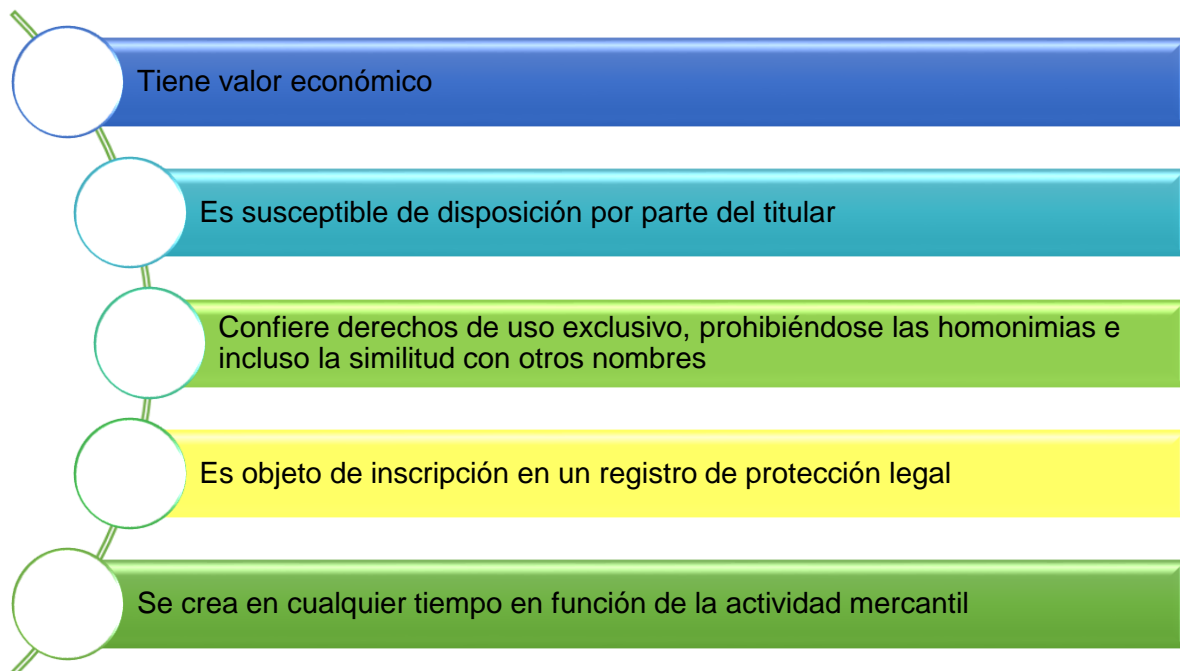 Tiene valor económico
Es susceptible de disposición por parte del titular
Confiere derechos de uso exclusivo, prohibiéndose las homonimias e
incluso la similitud con otros nombres
Es objeto de inscripción en un registro de protección legal
Se crea en cualquier tiempo en función de la actividad mercantil